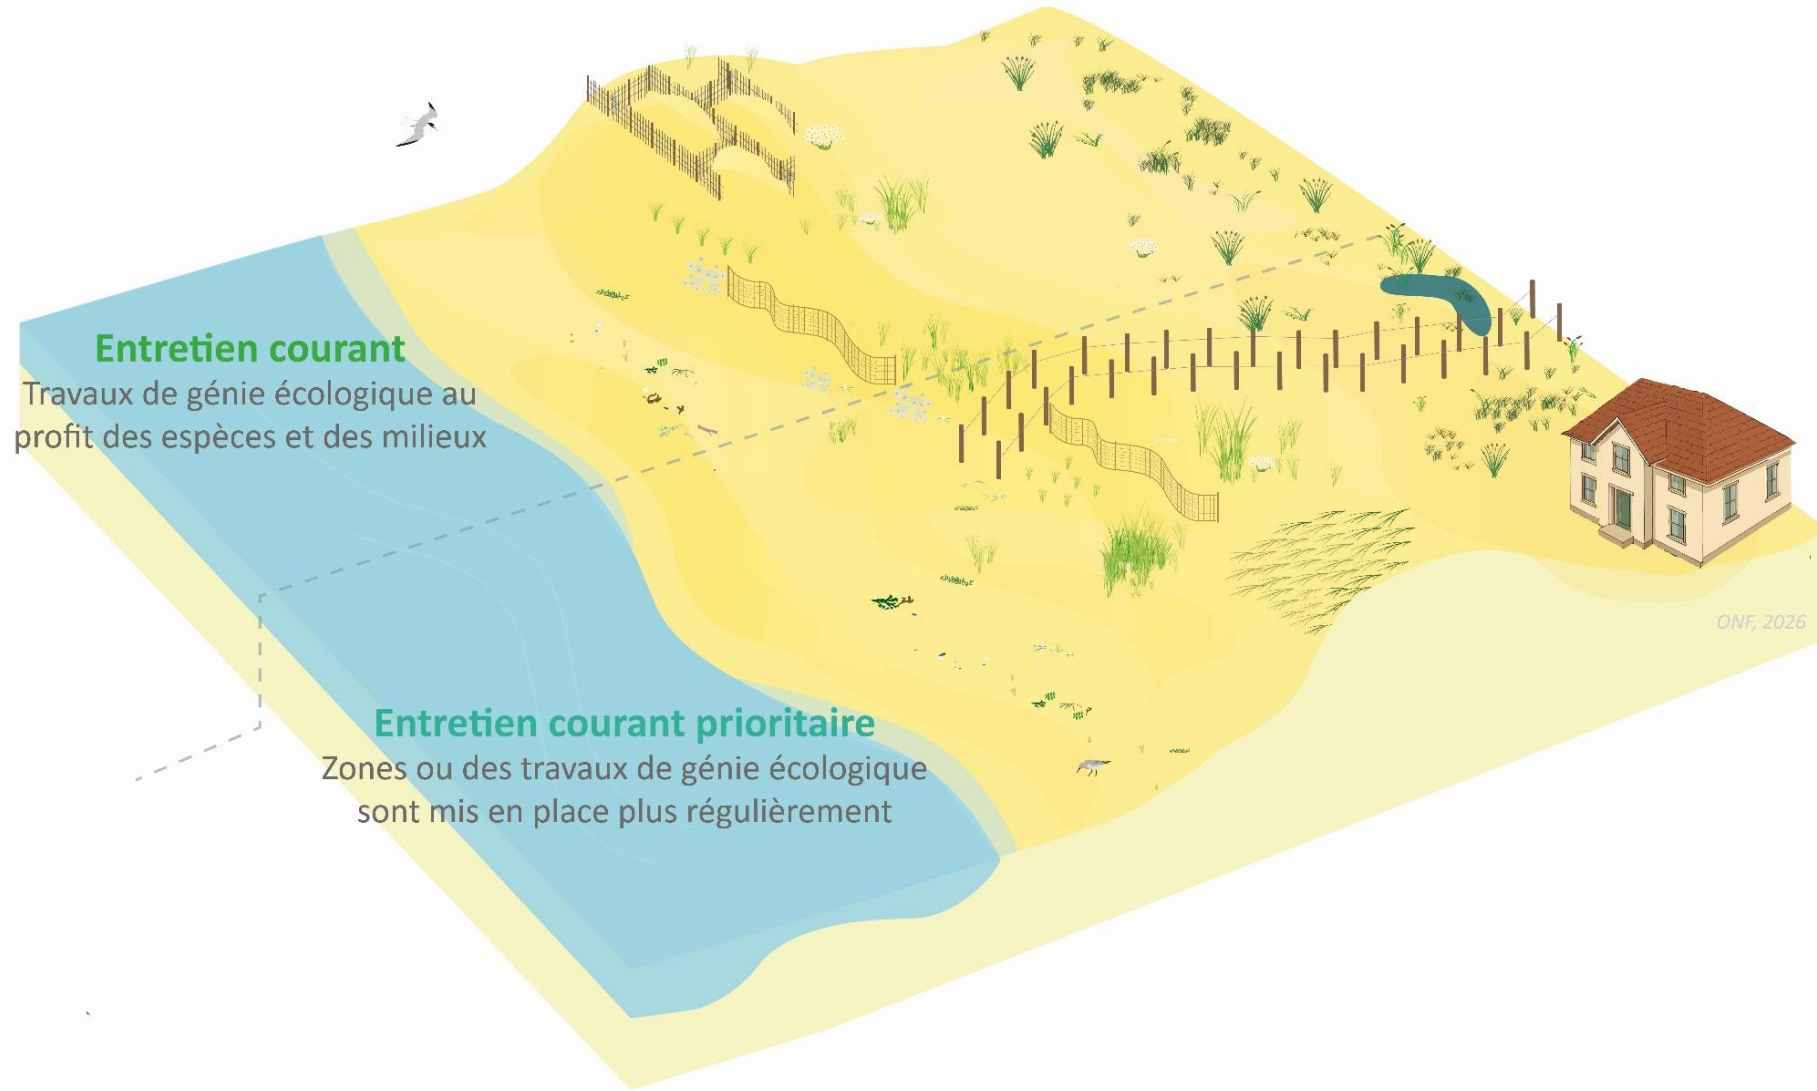 Entretien courant
Travaux de génie écologique au
profit des espèces et des milieux
ONF, 2026
Entretien courant prioritaire
Zones ou des travaux de génie écologique
sont mis en place plus régulièrement